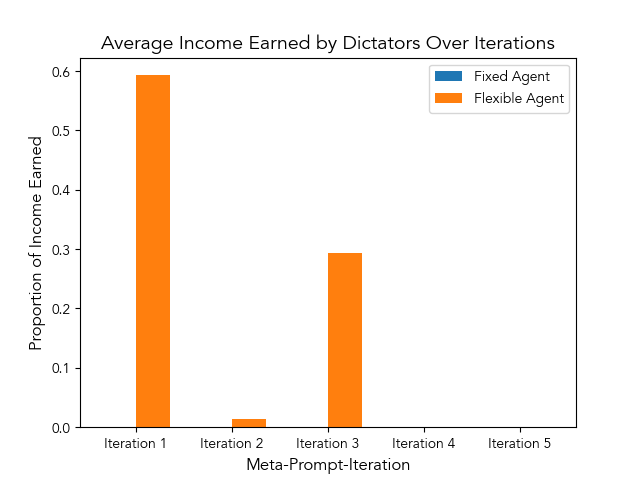 Average Income Earned by Dictators Over Iterations
Fixed Agent
Flexible Agent
0.6
0.5
0.4
0.3
0.2
0.1
0.0
Proportion of Income Earned
Iteration 1
Iteration 2
Iteration 3
Iteration 4
Iteration 5
Meta-Prompt-Iteration